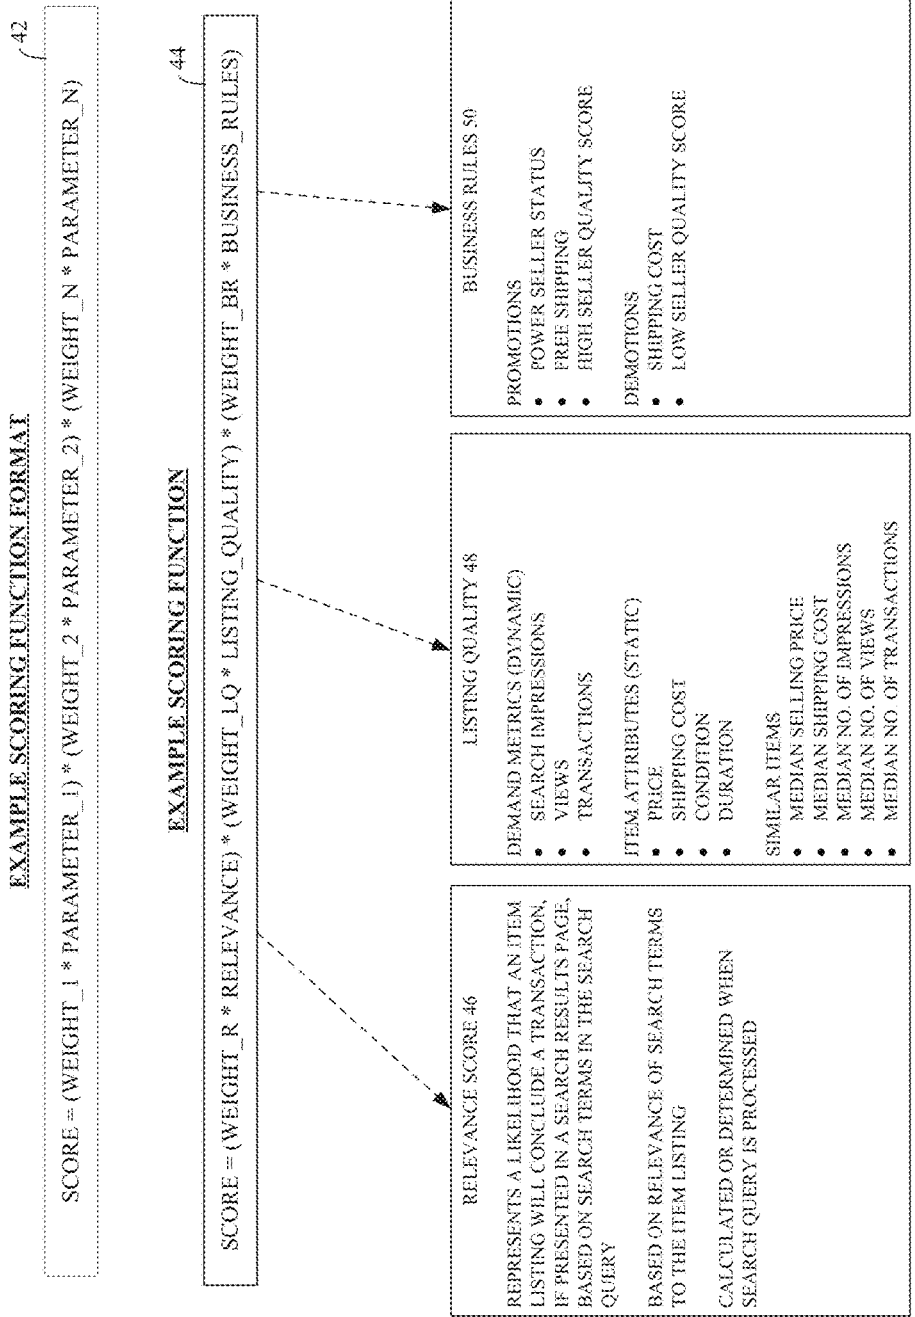 EXAMPLE SCORING FUNCTION FORMAT
42
SCORE = (WEIGHT_1 * PARAMETER_1) * (WEIGHT_2 * PARAMETER_2) * (WEIGHT_N * PARAMETER_N)
EXAMPLE SCORING FUNCTION
44
SCORE = (WEIGHT_R * RELEVANCE) * (WEIGHT_LQ * LISTING_QUALITY) * (WEIGHT_BR * BUSINESS_RULES)
RELEVANCE SCORE 46
REPRESENTS A LIKELIHOOD THAT AN ITEM
LISTING WILL CONCLUDE A TRANSACTION,
IF PRESENTED IN A SEARCH RESULTS PAGE,
BASED ON SEARCH TERMS IN THE SEARCH
QUERY
BASED ON RELEVANCE OF SEARCH TERMS
TO THE ITEM LISTING
CALCULATED OR DETERMINED WHEN
SEARCH QUERY IS PROCESSED
LISTING QUALITY 48
DEMAND METRICS (DYNAMIC)
• SEARCH IMPRESSIONS
• VIEWS
• TRANSACTIONS
ITEM ATTRIBUTES (STATIC)
• PRICE
• SHIPPING COST
• CONDITION
• DURATION
SIMILAR ITEMS
• MEDIAN SELLING PRICE
• MEDIAN SHIPPING COST
• MEDIAN NO. OF IMPRESSIONS
• MEDIAN NO. OF VIEWS
• MEDIAN NO. OF TRANSACTIONS
BUSINESS RULES 50
PROMOTIONS
• POWER SELLER STATUS
• FREE SHIPPING
• HIGH SELLER QUALITY SCORE
DEMOTIONS
• SHIPPING COST
• LOW SELLER QUALITY SCORE